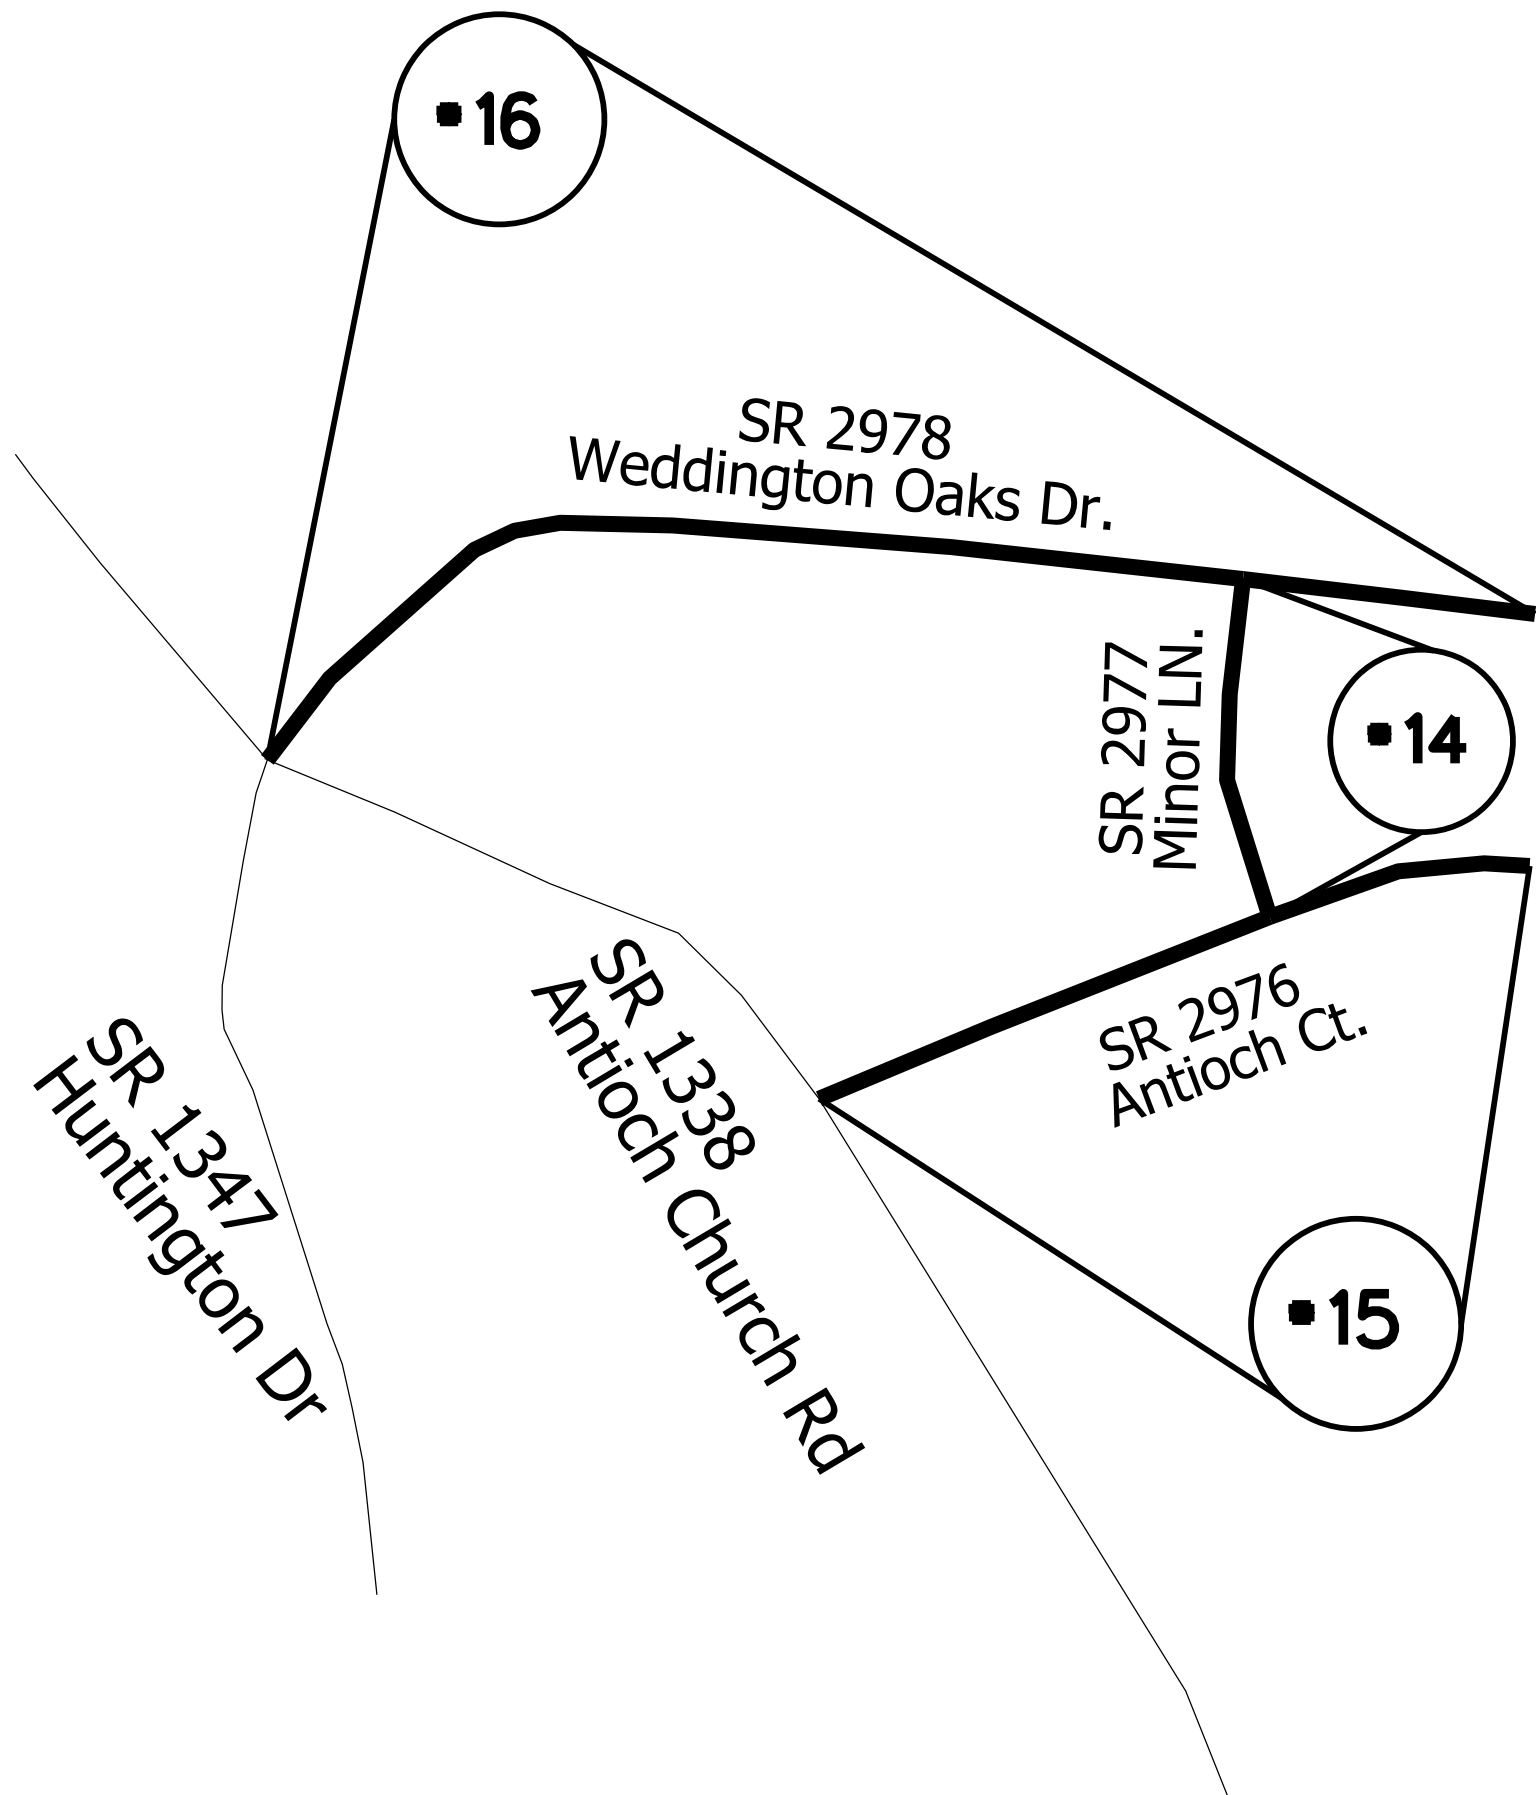 16
SR 2978
Weddington Oaks Dr.
SR 2977
Minor LN.
14
SR 2976
Antioch Ct.
SR 1338
Antioch Church Rd
SR 1347
Huntington Dr
15